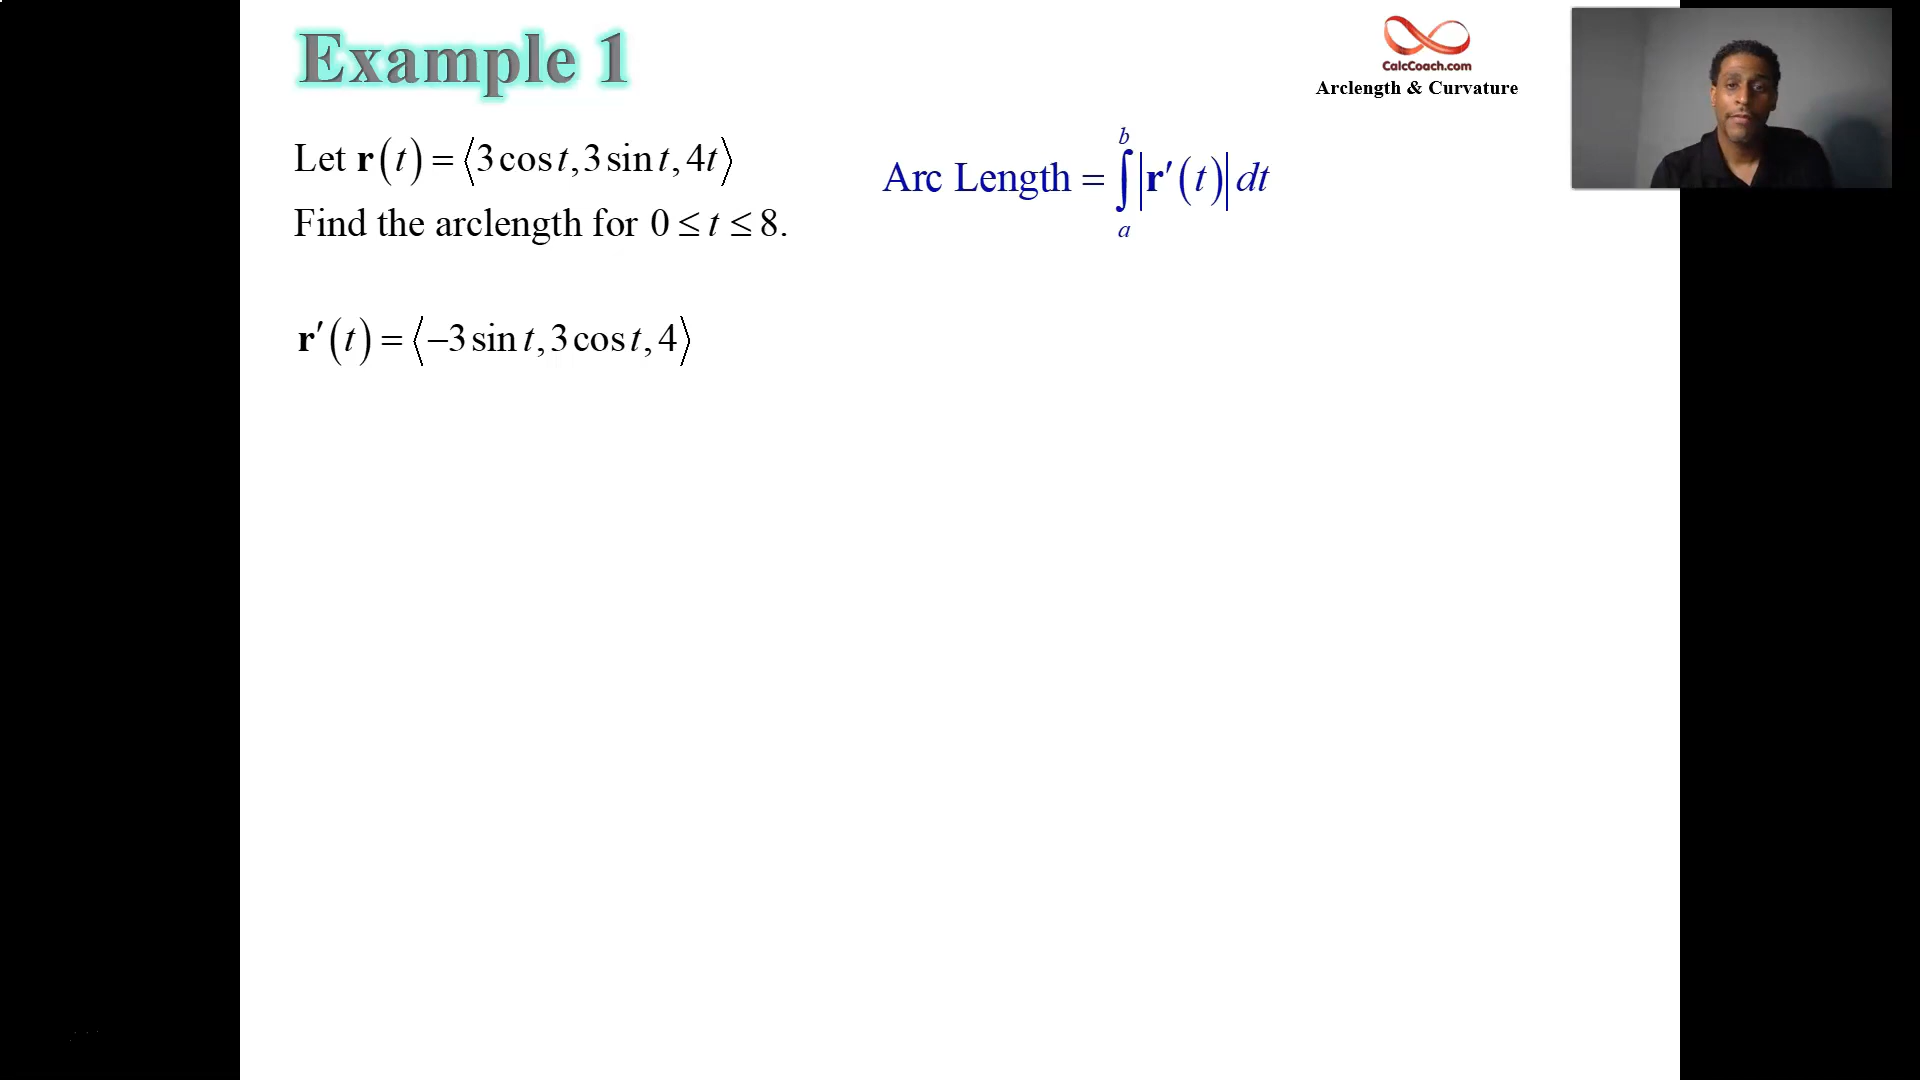 Example 1
CalcCoach.com
Arclength & Curvature
Let r(t) = ⟨3cos t, 3sin t, 4t⟩
Find the arclength for 0 ≤ t ≤ 8.
Arc Length = ∫ₐᵇ |r′(t)| dt
r′(t) = ⟨−3sin t, 3cos t, 4⟩